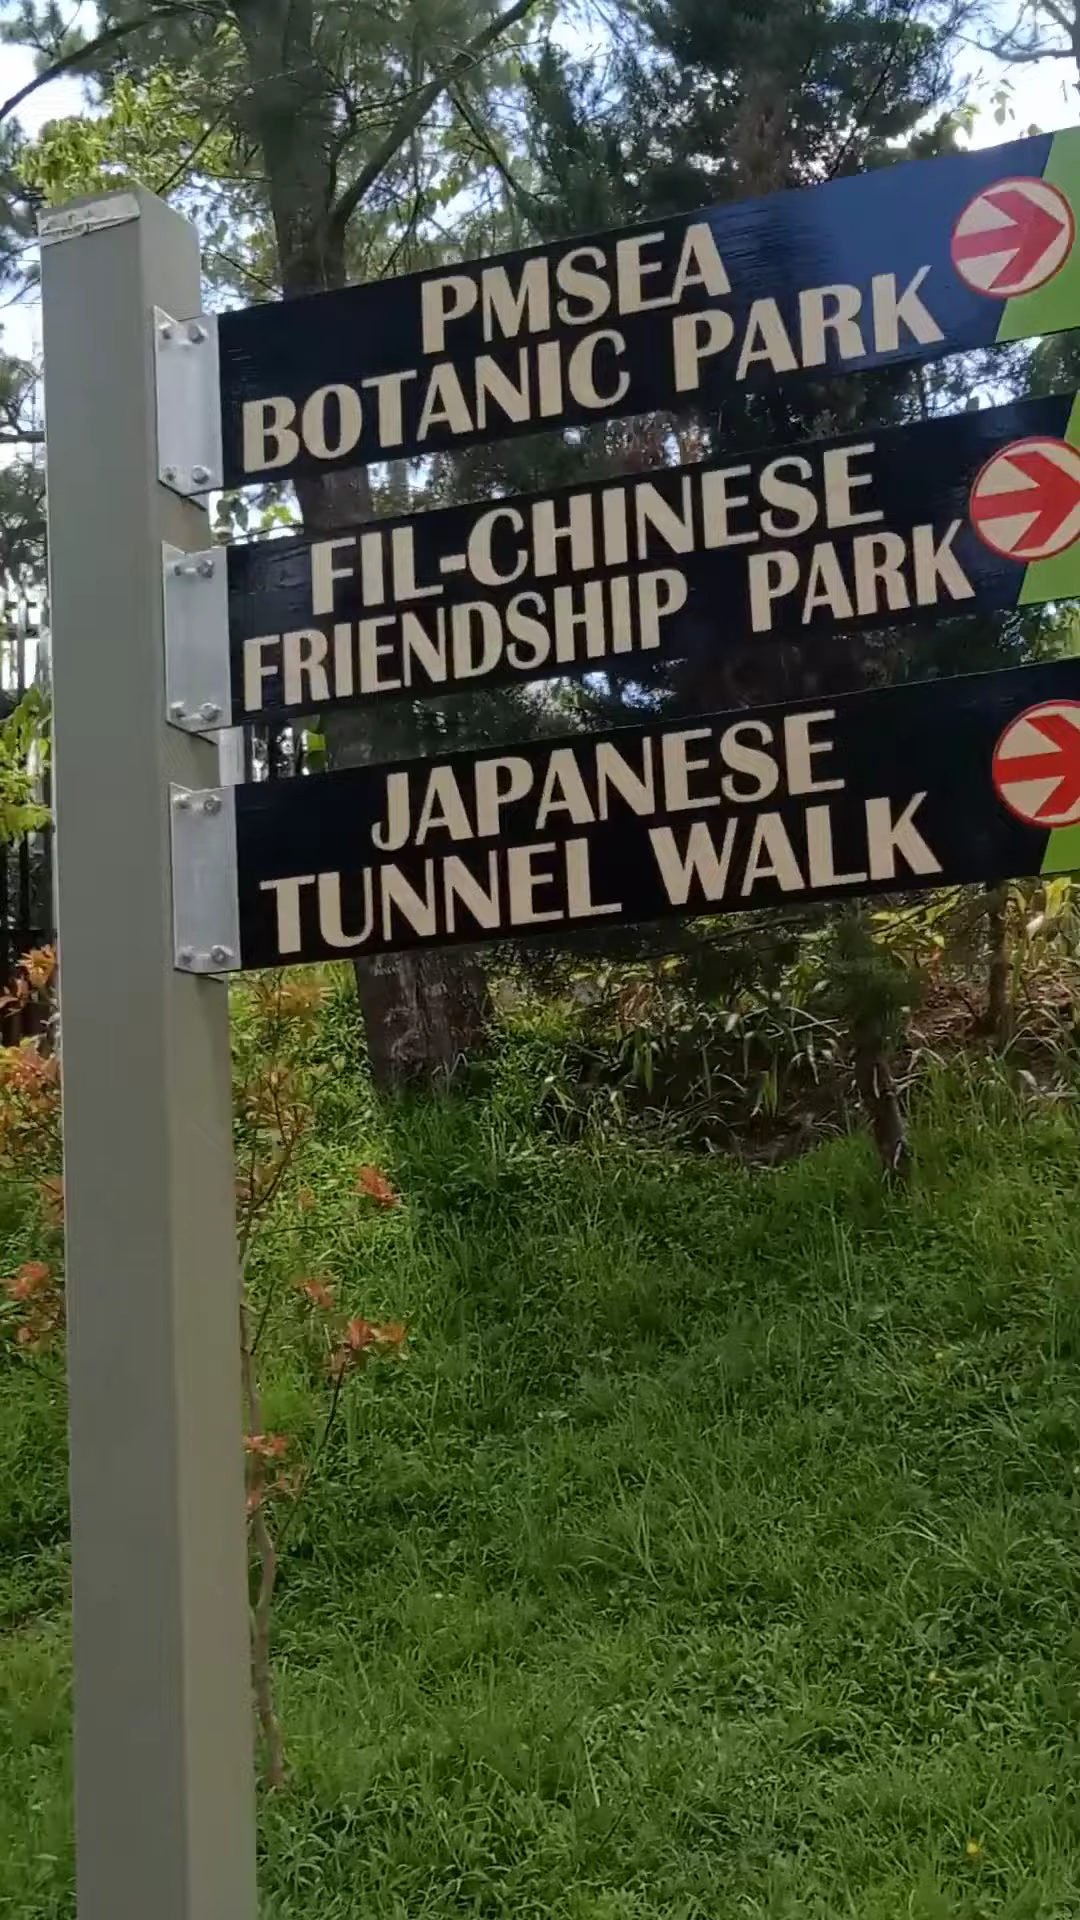 PMSEA
BOTANIC PARK
FIL-CHINESE
FRIENDSHIP PARK
JAPANESE
TUNNEL WALK